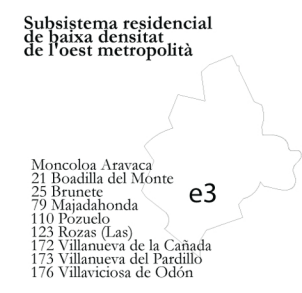 Subsistema residencial
de baixa densitat
de l'oest metropolità
Moncoloa Aravaca
21 Boadilla del Monte
25 Brunete
e3
79 Majadahonda
110 Pozuelo
123 Rozas (Las)
172 Villanueva de la Cañada
173 Villanueva del Pardillo
176 Villaviciosa de Odón